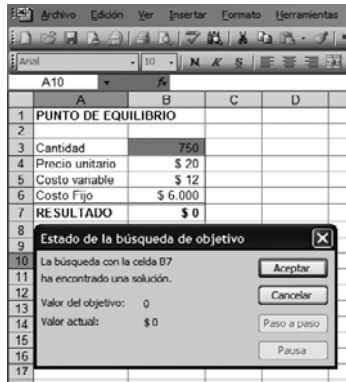 Archivo Edición Ver Insertar Formato Herramientas
Arial 10 N K S
A10 fx
A B C D
1 PUNTO DE EQUILIBRIO
2
3 Cantidad 750
4 Precio unitario $ 20
5 Costo variable $ 12
6 Costo Fijo $ 6.000
7 RESULTADO $ 0
8
9 Estado de la búsqueda de objetivo
10 La búsqueda con la celda B7 Aceptar
11 ha encontrado una solución.
12 Cancelar
13 Valor del objetivo: 0
14 Valor actual: $ 0 Paso a paso
15
16 Pausa
17